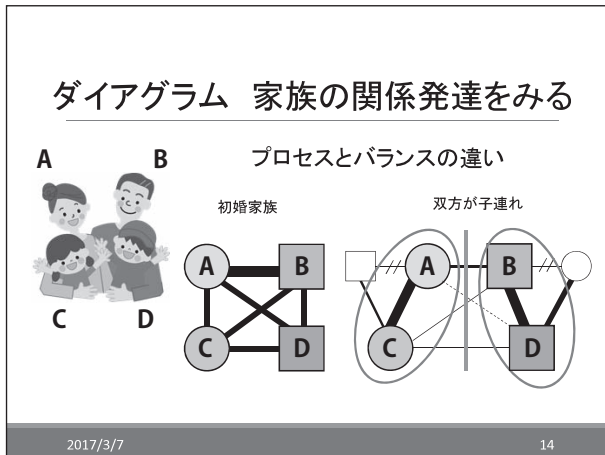 ダイアグラム 家族の関係発達をみる
プロセスとバランスの違い
A B
C D
初婚家族
A B
C D
双方が子連れ
A B
C D
2017/3/7 14